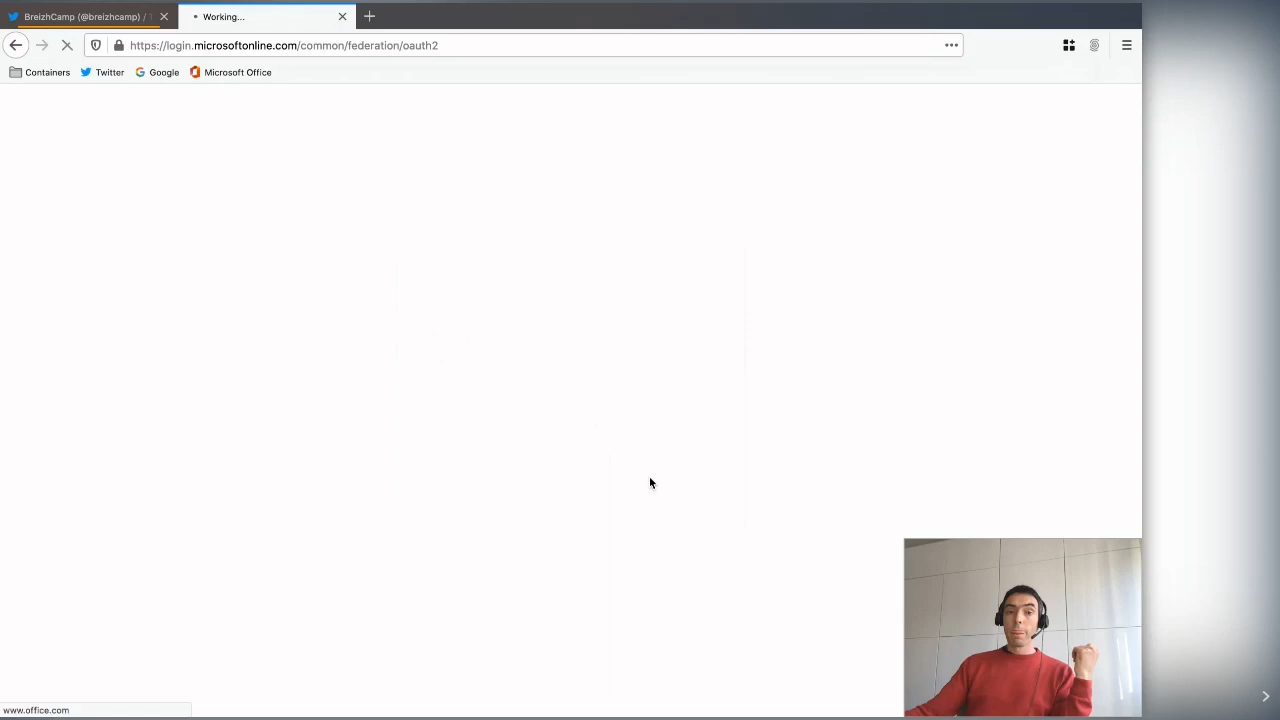 BreizhCamp (@breizhcamp) /
Working...
https://login.microsoftonline.com/common/federation/oauth2
Containers
Twitter
Google
Microsoft Office
www.office.com